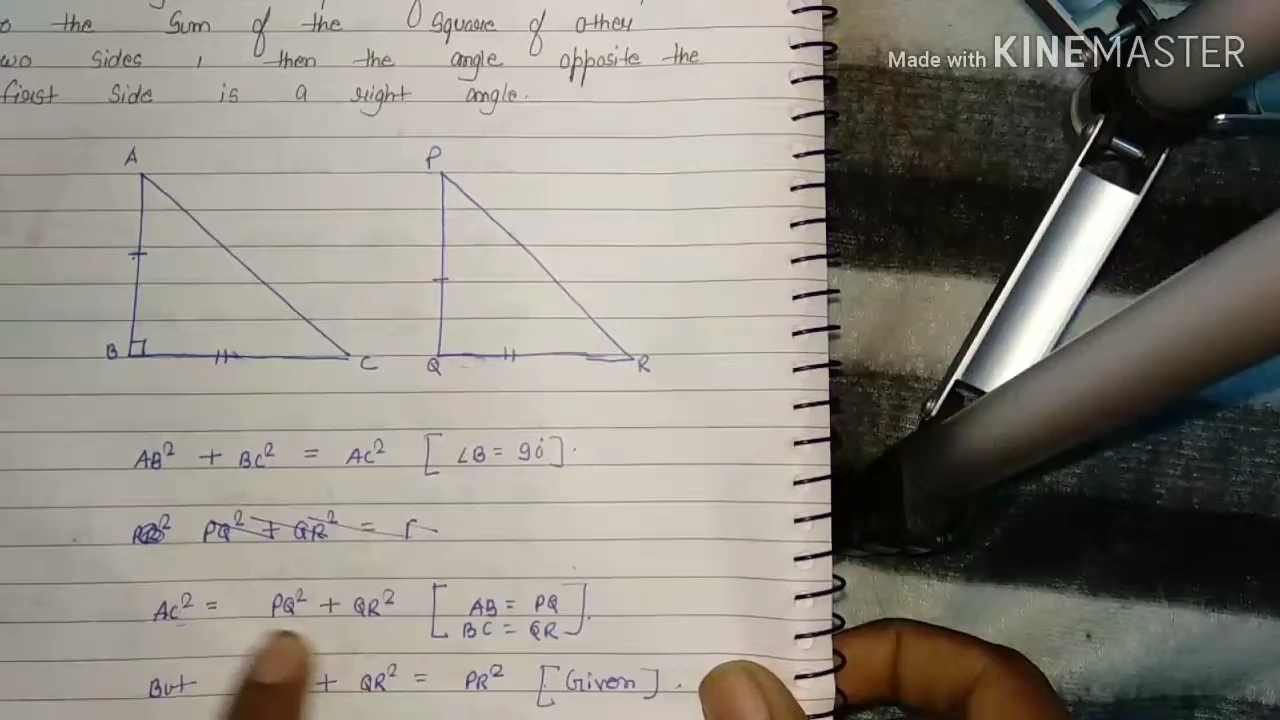 the Sum of the Square of other
sides, then the angle opposite the
first side is a right angle.
Made with KINEMASTER
A
P
B
C
Q
R
AB² + BC² = AC² [∠B = 90°].
PQ² + QR² =
AC² = PQ² + QR² [AB = PQ
BC = QR].
But + QR² = PR² [Given].